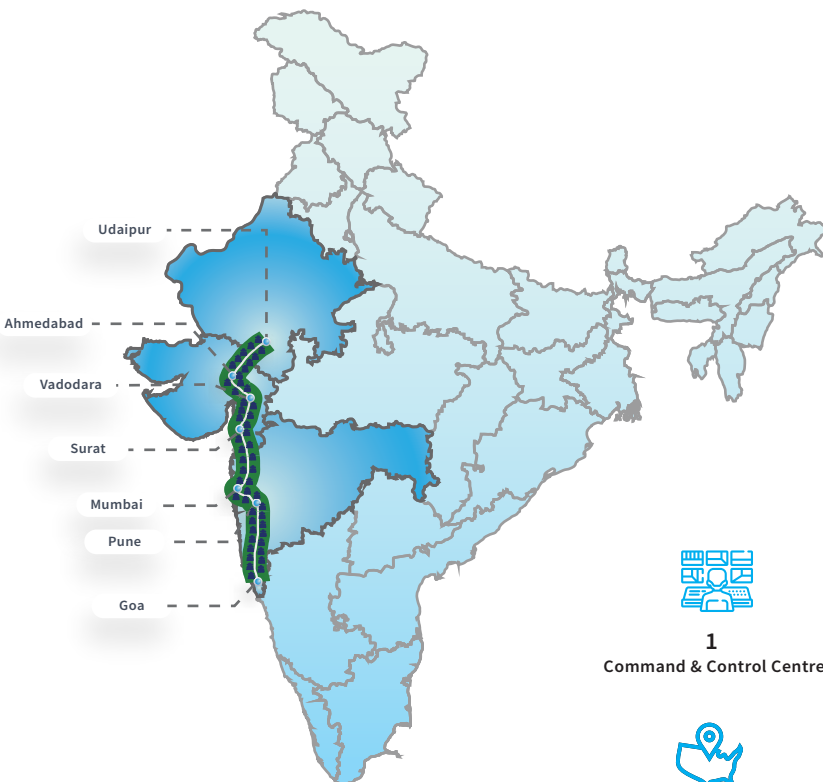 Udaipur
Ahmedabad
Vadodara
Surat
Mumbai
Pune
Goa
1
Command & Control Centre